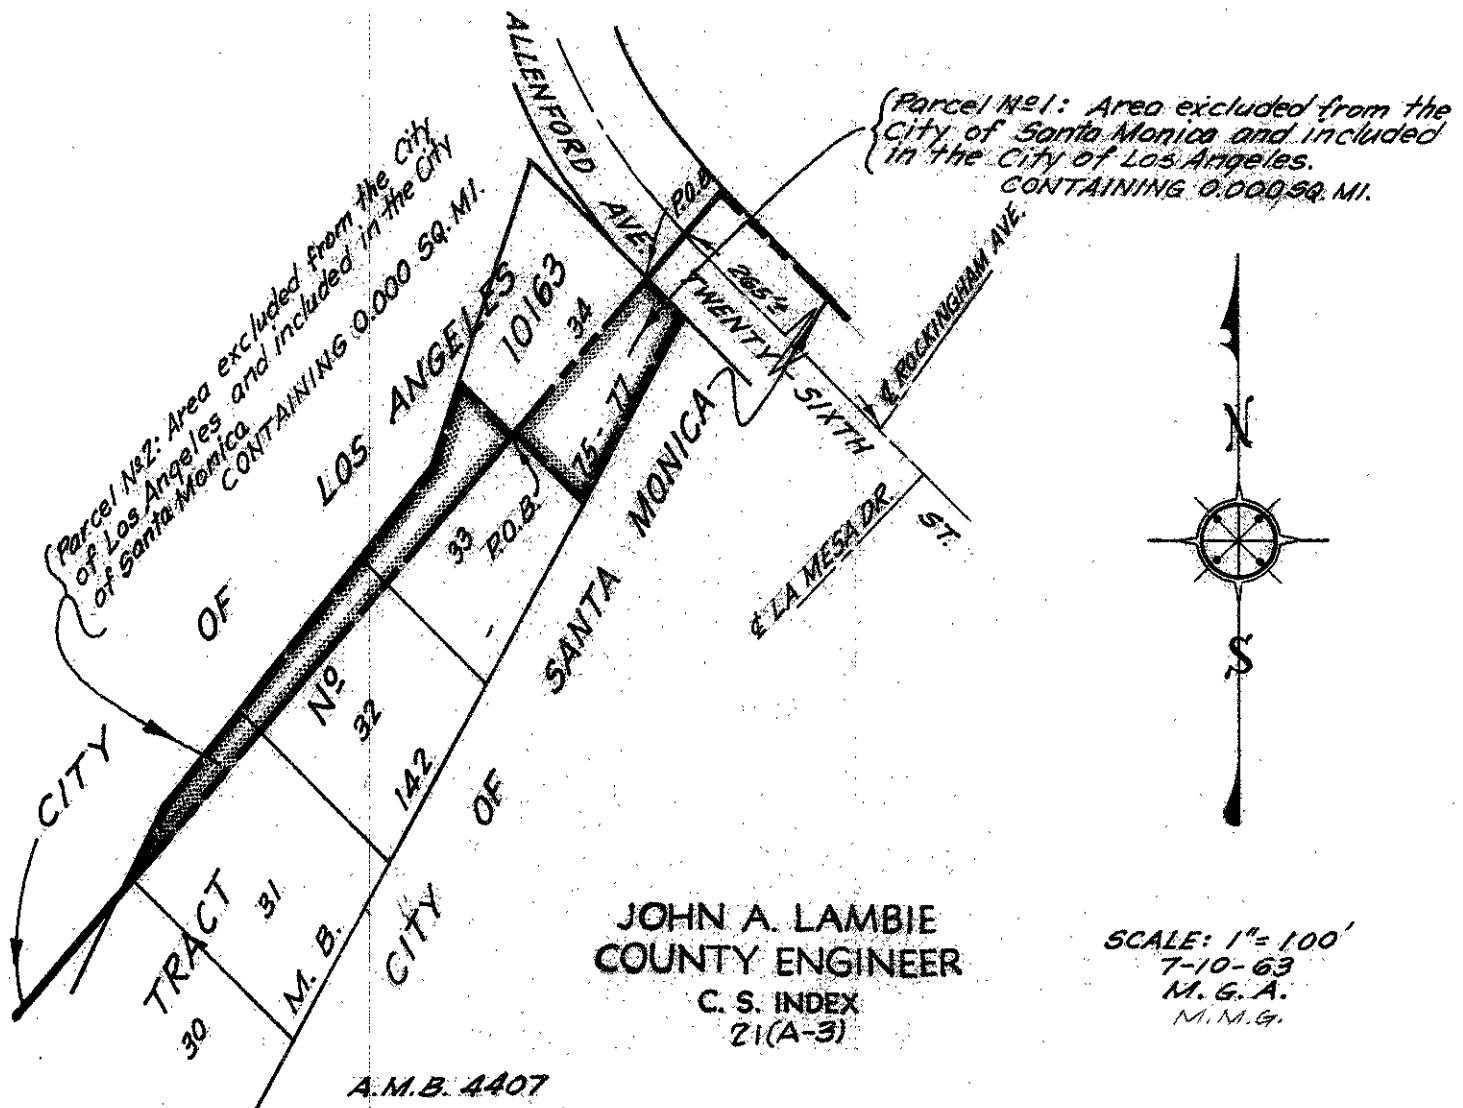 Parcel Nº1: Area excluded from the
City of Santa Monica and included
in the City of Los Angeles.
CONTAINING 0.000 SQ. MI.
Parcel Nº2: Area excluded from the City
of Los Angeles and included in the City
of Santa Monica
CONTAINING 0.000 SQ. MI.
ALLENFORD
AVE.
P.O.B.
265'±
TWENTY - SIXTH
ST.
℄ ROCKINGHAM AVE.
℄ LA MESA DR.
CITY
OF
LOS ANGELES
CITY
OF
SANTA MONICA
TRACT
Nº
10163
M. B.
142
-
75 - 77
34
33
P.O.B.
32
31
30
N
S
JOHN A. LAMBIE
COUNTY ENGINEER
C. S. INDEX
21(A-3)
SCALE: 1"= 100'
7-10-63
M. G. A.
M. M. G.
A.M.B. 4407